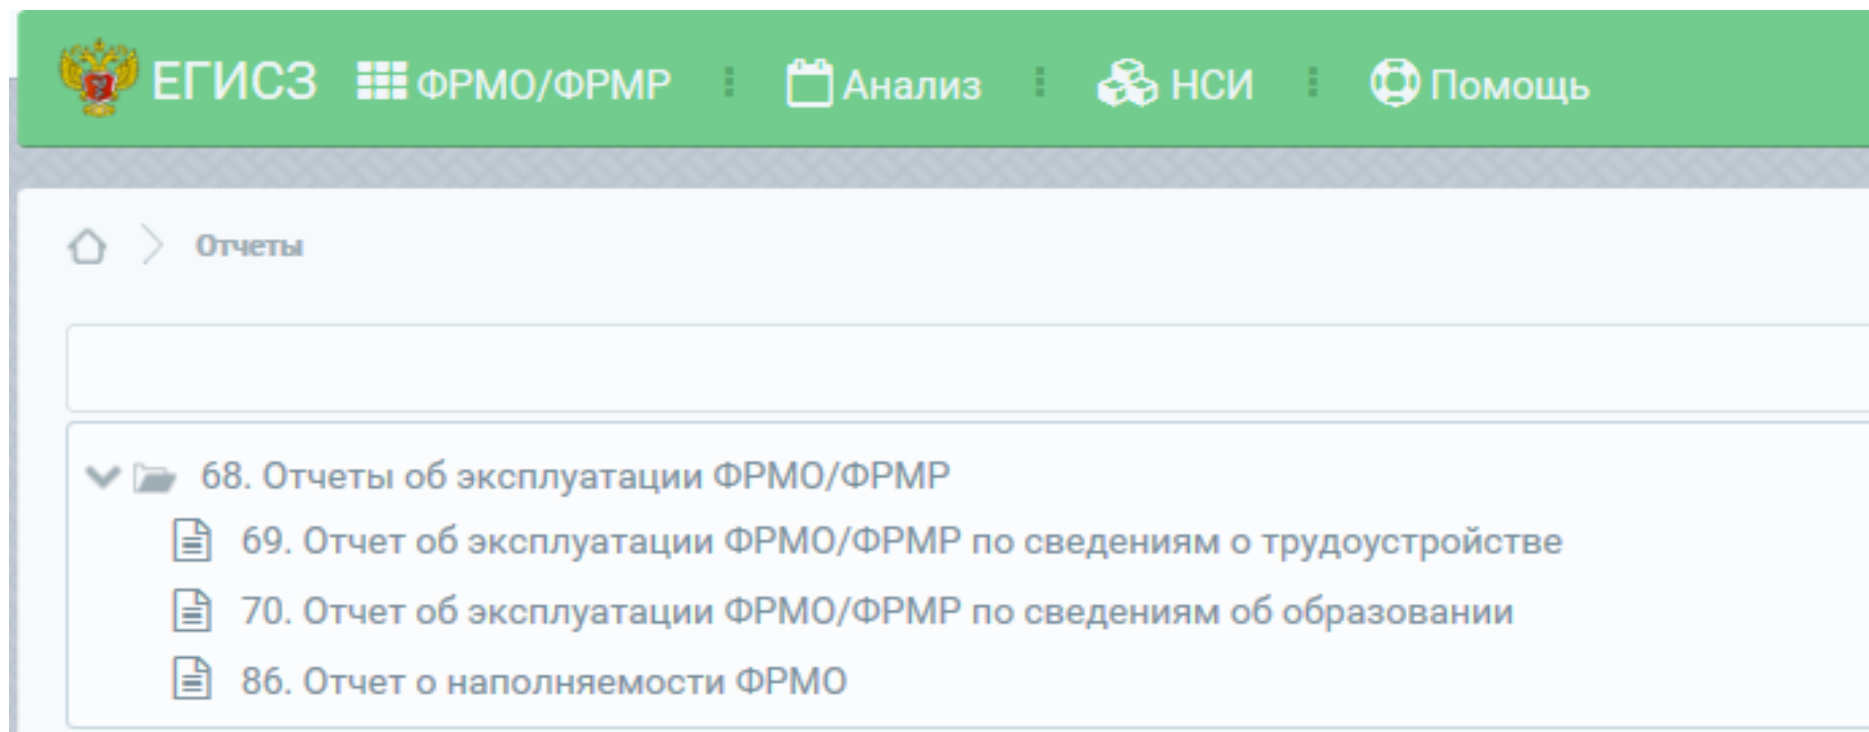 ЕГИСЗ ФРМО/ФРМР Анализ НСИ Помощь
Отчеты
68. Отчеты об эксплуатации ФРМО/ФРМР
69. Отчет об эксплуатации ФРМО/ФРМР по сведениям о трудоустройстве
70. Отчет об эксплуатации ФРМО/ФРМР по сведениям об образовании
86. Отчет о наполняемости ФРМО